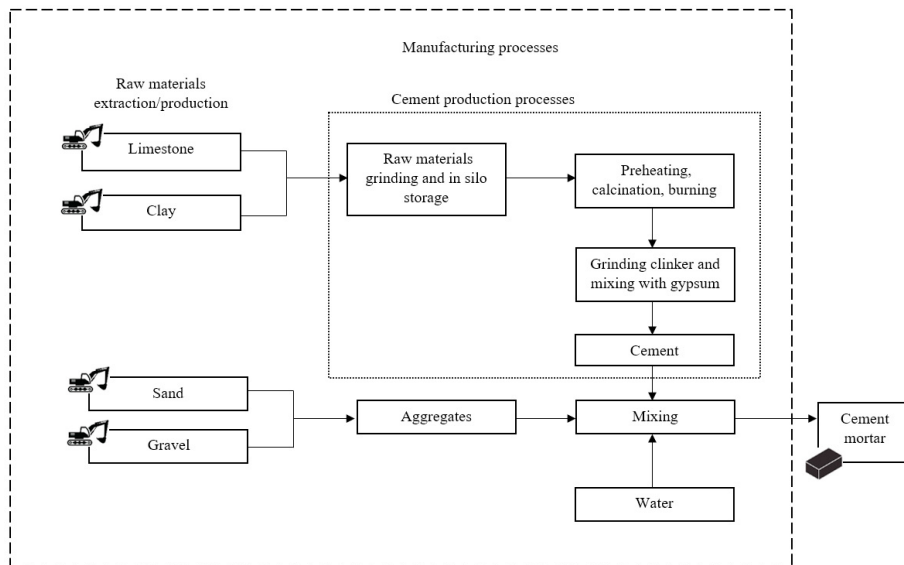 Manufacturing processes
Raw materials
extraction/production
Cement production processes
Limestone
Clay
Raw materials
grinding and in silo
storage
Preheating,
calcination, burning
Grinding clinker and
mixing with gypsum
Cement
Sand
Gravel
Aggregates
Mixing
Cement
mortar
Water